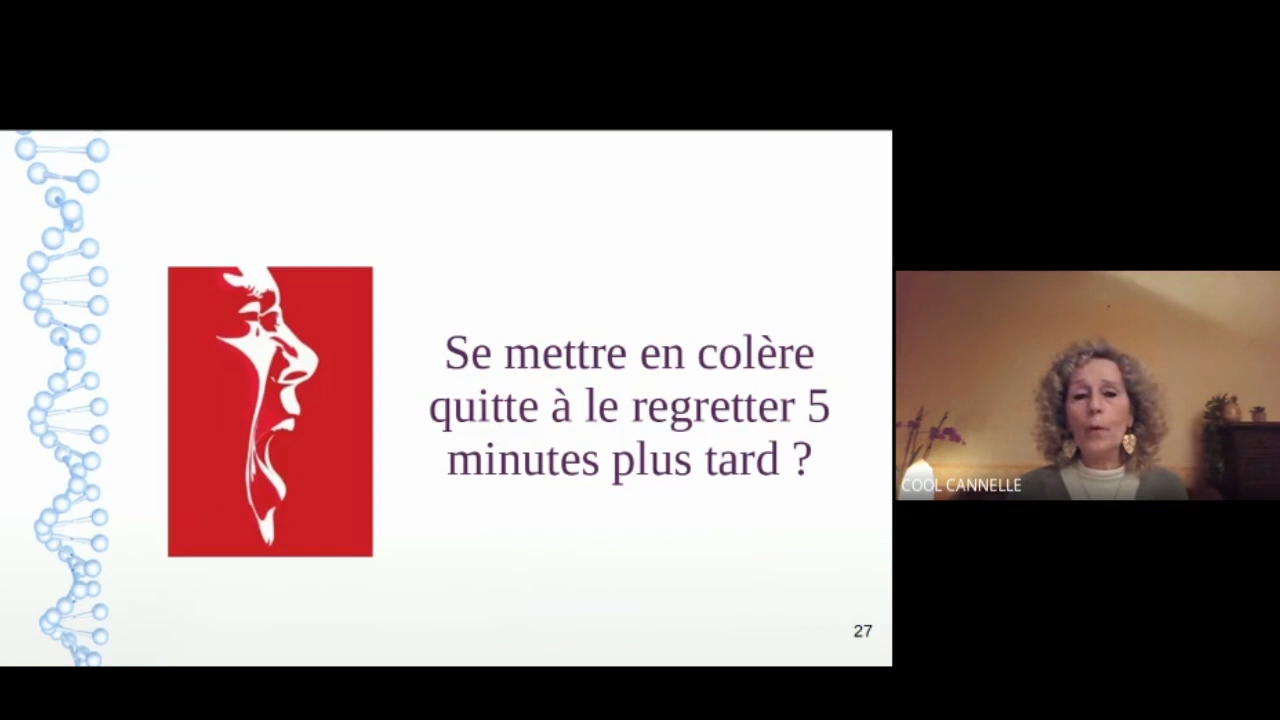 Se mettre en colère
quitte à le regretter 5
minutes plus tard ?
27
COOL CANNELLE